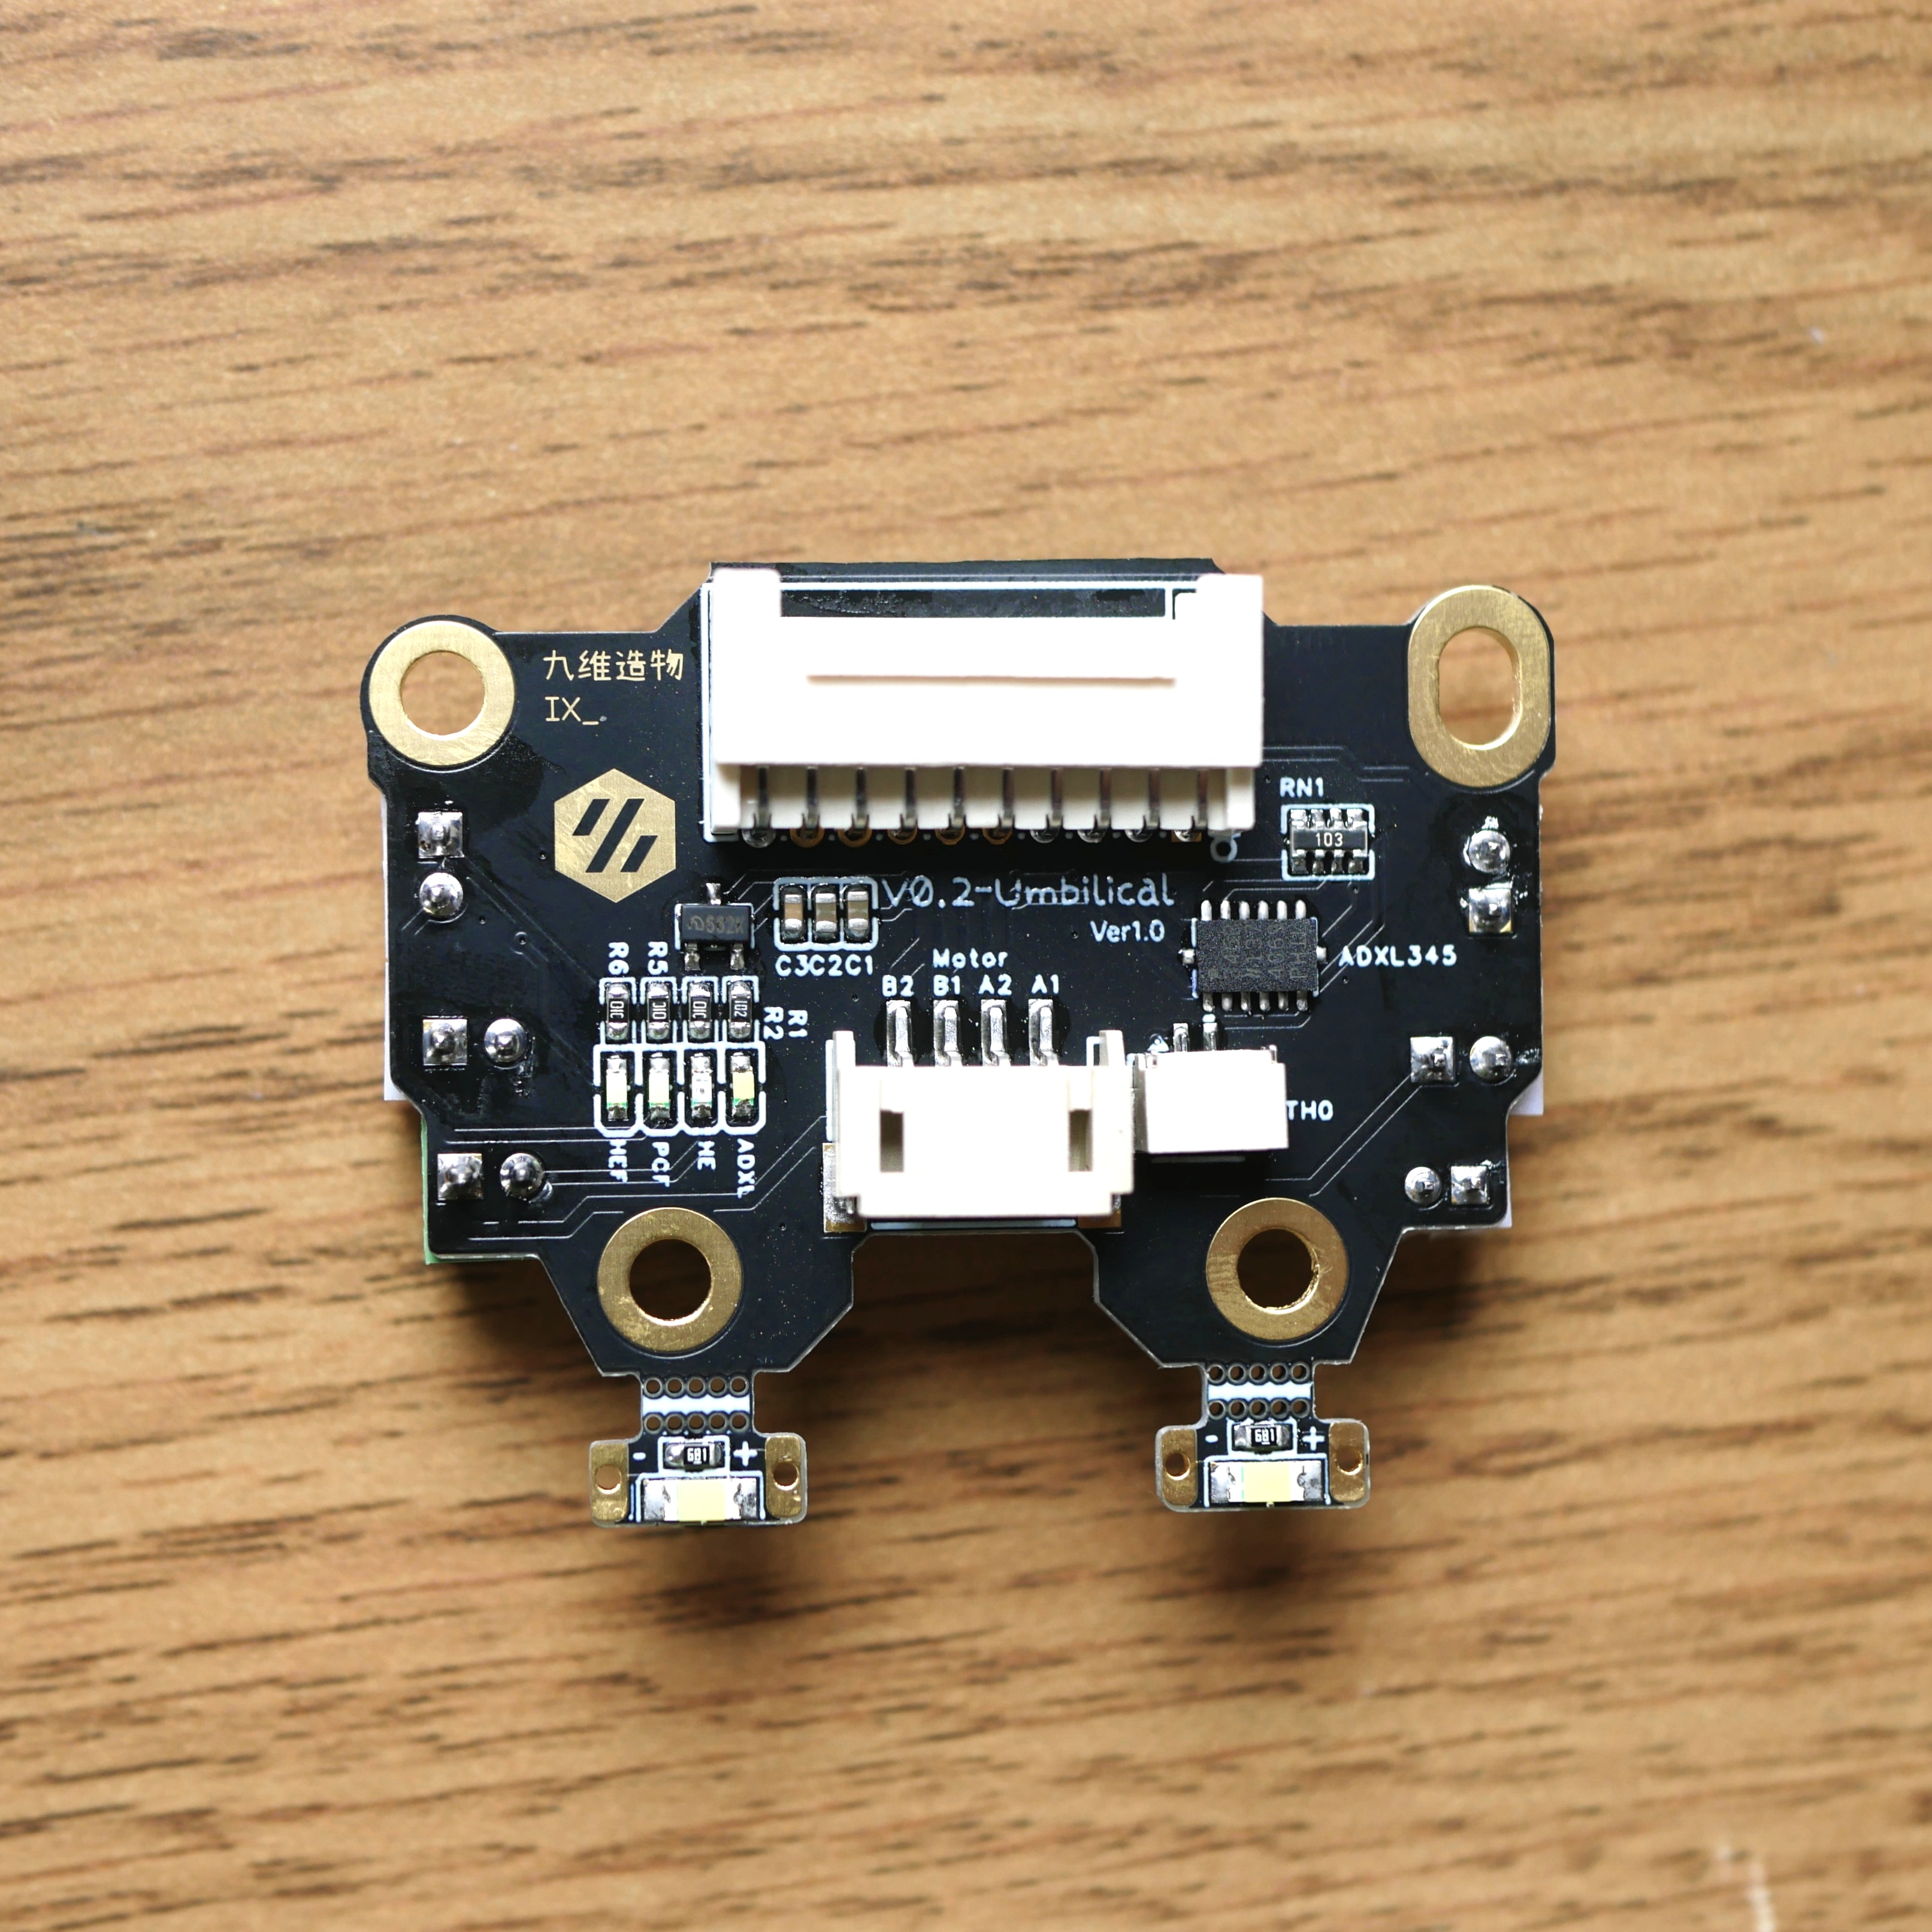 九维造物
IX_
RN1
103
V0.2-Umbilical
Ver1.0
ADXL345
C3C2C1
Motor
B2 B1 A2 A1
R6
R5
R1
R2
TH0
HEF
PCF
ME
ADXL
- 681 +
- 681 +